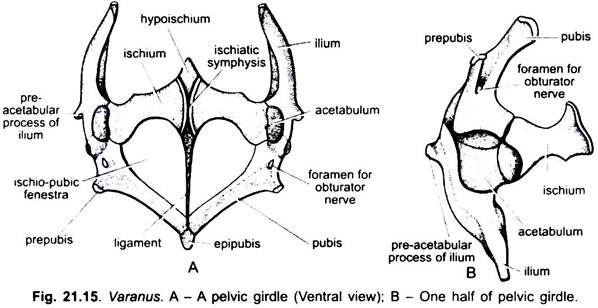 hypoischium
ischium
ischiatic
symphysis
ilium
pre-
acetabular
process of
ilium
acetabulum
ischio-pubic
fenestra
foramen for
obturator
nerve
prepubis
ligament
epipubis
pubis
A
prepubis
pubis
foramen for
obturator
nerve
ischium
acetabulum
pre-acetabular
process of ilium
ilium
B
Fig. 21.15. Varanus. A – A pelvic girdle (Ventral view); B – One half of pelvic girdle.